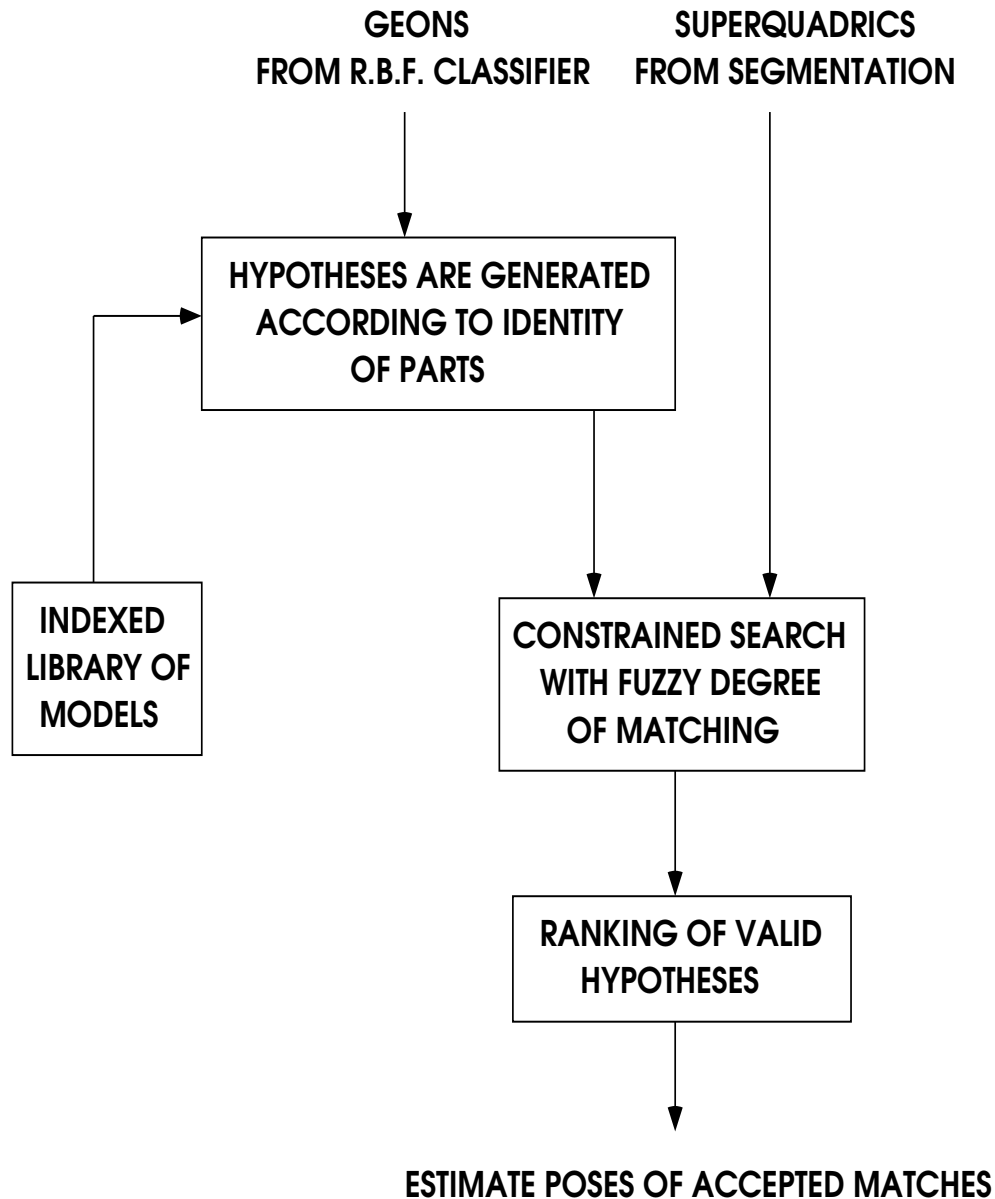 GEONS
FROM R.B.F. CLASSIFIER
SUPERQUADRICS
FROM SEGMENTATION
HYPOTHESES ARE GENERATED
ACCORDING TO IDENTITY
OF PARTS
INDEXED
LIBRARY OF
MODELS
CONSTRAINED SEARCH
WITH FUZZY DEGREE
OF MATCHING
RANKING OF VALID
HYPOTHESES
ESTIMATE POSES OF ACCEPTED MATCHES